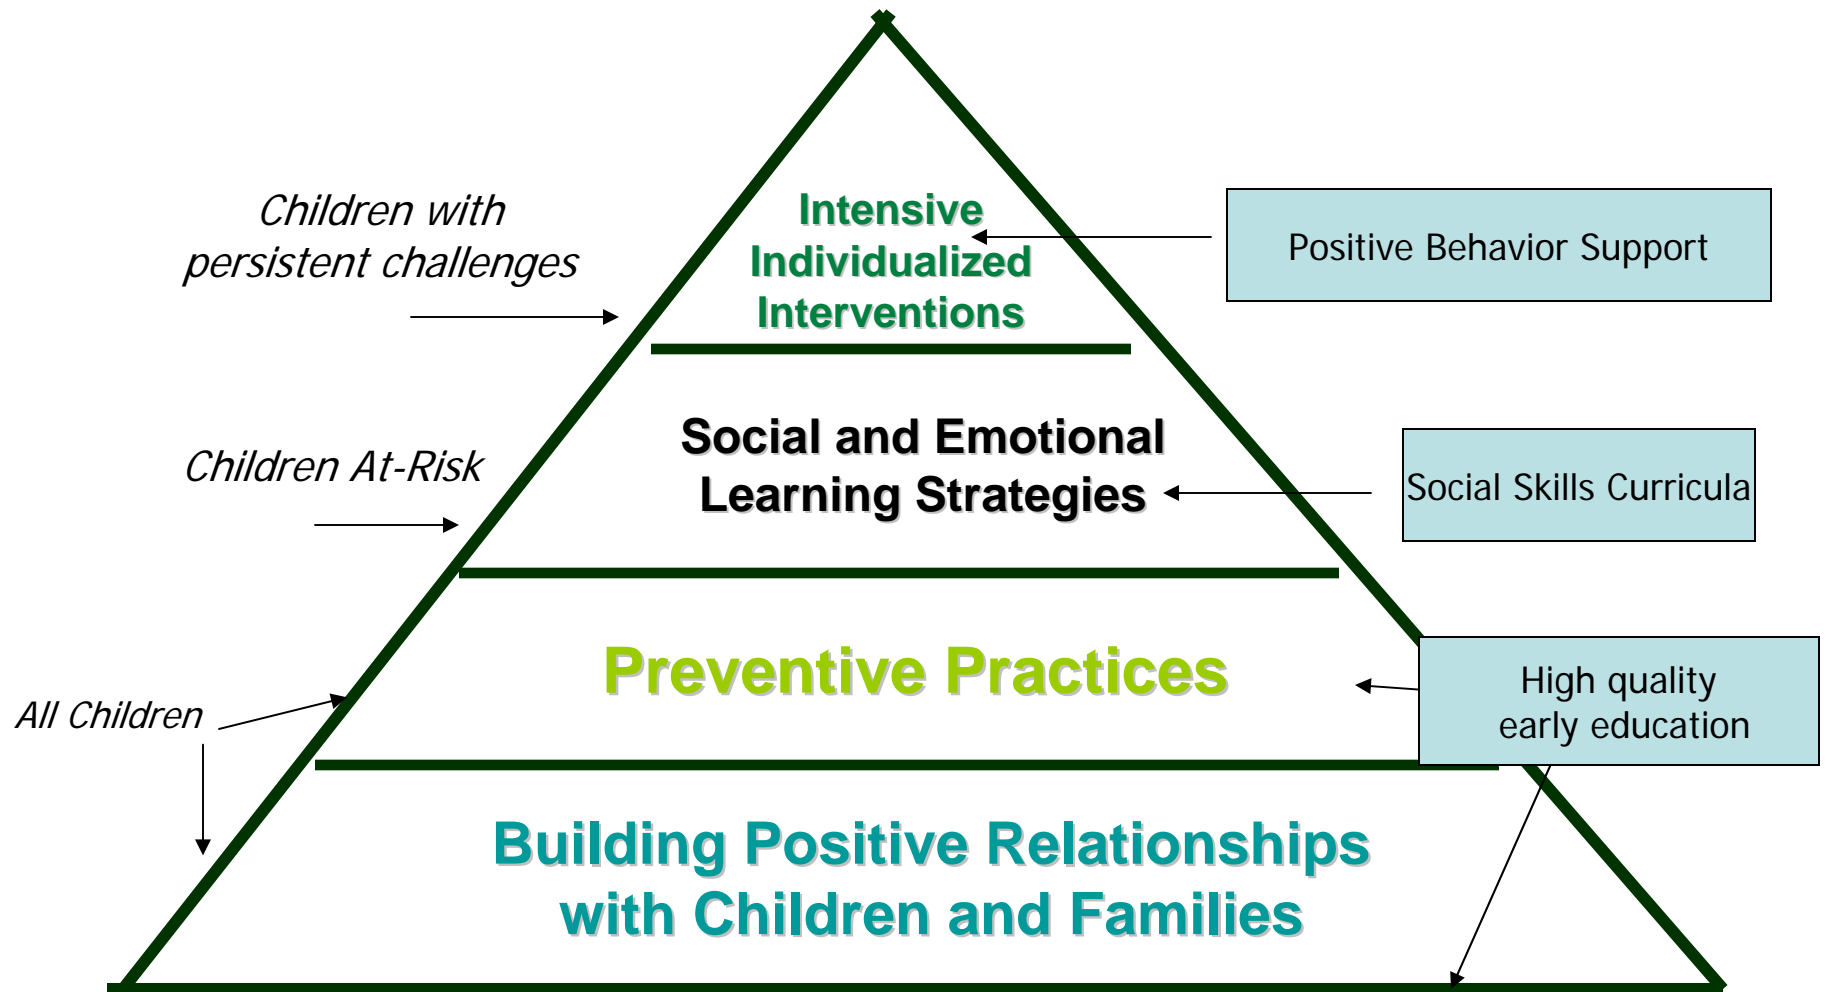 Children with
persistent challenges
Intensive
Individualized
Interventions
Positive Behavior Support
Children At-Risk
Social and Emotional
Learning Strategies
Social Skills Curricula
All Children
Preventive Practices
High quality
early education
Building Positive Relationships
with Children and Families